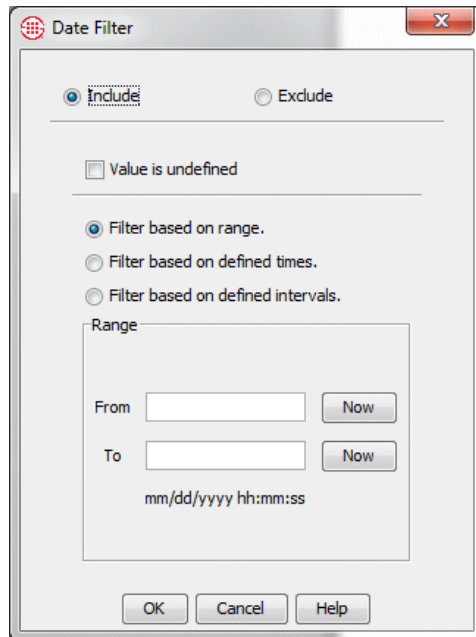 Date Filter
Include Exclude
Value is undefined
Filter based on range.
Filter based on defined times.
Filter based on defined intervals.
Range
From Now
To Now
mm/dd/yyyy hh:mm:ss
OK Cancel Help